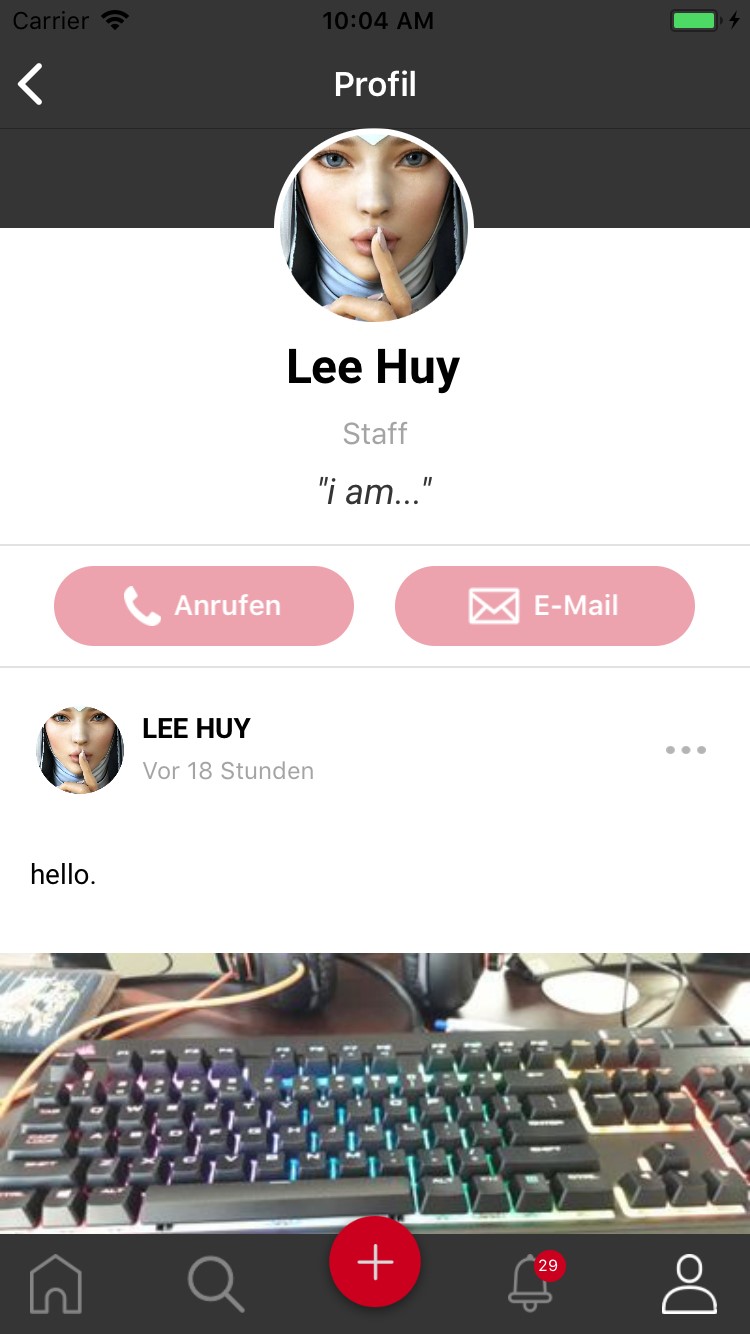 Carrier 10:04 AM
Profil
Lee Huy
Staff
"i am..."
Anrufen E-Mail
LEE HUY
Vor 18 Stunden
hello.
29